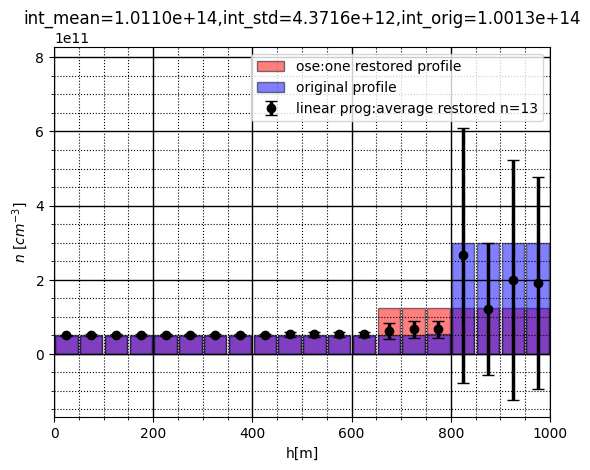 int_mean=1.0110e+14,int_std=4.3716e+12,int_orig=1.0013e+14
1e11
ose:one restored profile
original profile
linear prog:average restored n=13
8
6
4
2
0
n [cm⁻³]
0 200 400 600 800 1000
h[m]